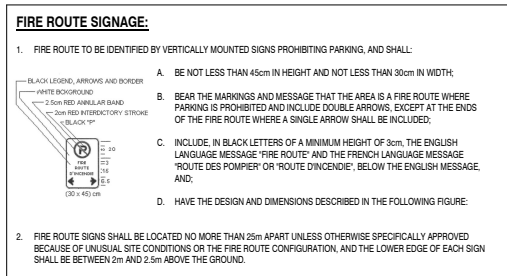 FIRE ROUTE SIGNAGE:
1. FIRE ROUTE TO BE IDENTIFIED BY VERTICALLY MOUNTED SIGNS PROHIBITING PARKING, AND SHALL:
A. BE NOT LESS THAN 45cm IN HEIGHT AND NOT LESS THAN 30cm IN WIDTH;
B. BEAR THE MARKINGS AND MESSAGE THAT THE AREA IS A FIRE ROUTE WHERE
PARKING IS PROHIBITED AND INCLUDE DOUBLE ARROWS, EXCEPT AT THE ENDS
OF THE FIRE ROUTE WHERE A SINGLE ARROW SHALL BE INCLUDED;
C. INCLUDE, IN BLACK LETTERS OF A MINIMUM HEIGHT OF 3cm, THE ENGLISH
LANGUAGE MESSAGE "FIRE ROUTE" AND THE FRENCH LANGUAGE MESSAGE
"ROUTE DES POMPIER" OR "ROUTE D'INCENDIE", BELOW THE ENGLISH MESSAGE,
AND;
D. HAVE THE DESIGN AND DIMENSIONS DESCRIBED IN THE FOLLOWING FIGURE:
BLACK LEGEND, ARROWS AND BORDER
WHITE BCKGROUND
2.5cm RED ANNULAR BAND
2cm RED INTERDICTORY STROKE
BLACK "P"
P
20
FIRE
ROUTE
D'INCENDIE
6.5
(30 x 45) cm
2. FIRE ROUTE SIGNS SHALL BE LOCATED NO MORE THAN 25m APART UNLESS OTHERWISE SPECIFICALLY APPROVED
BECAUSE OF UNUSUAL SITE CONDITIONS OR THE FIRE ROUTE CONFIGURATION, AND THE LOWER EDGE OF EACH SIGN
SHALL BE BETWEEN 2m AND 2.5m ABOVE THE GROUND.